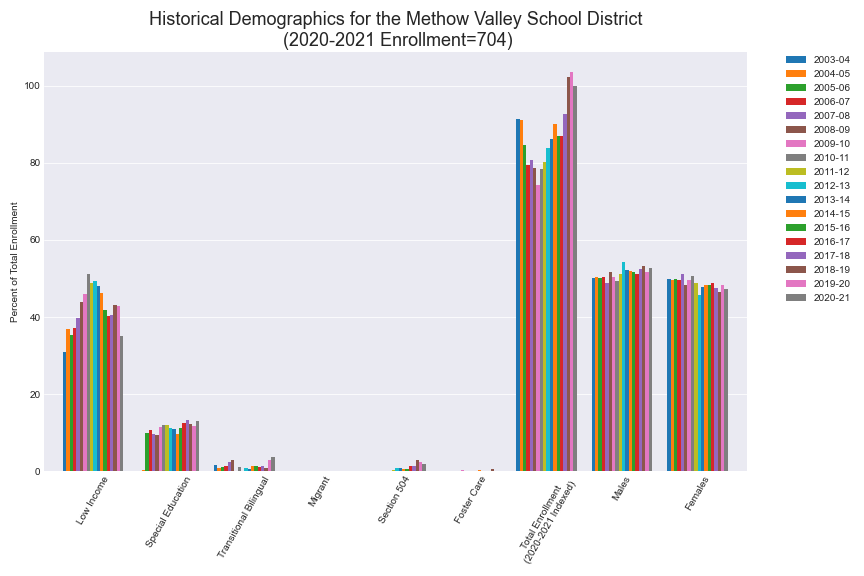 Historical Demographics for the Methow Valley School District
(2020-2021 Enrollment=704)
Percent of Total Enrollment
100
80
60
40
20
0
Low Income
Special Education
Transitional Bilingual
Migrant
Section 504
Foster Care
Total Enrollment
(2020-2021 Indexed)
Males
Females
2003-04
2004-05
2005-06
2006-07
2007-08
2008-09
2009-10
2010-11
2011-12
2012-13
2013-14
2014-15
2015-16
2016-17
2017-18
2018-19
2019-20
2020-21